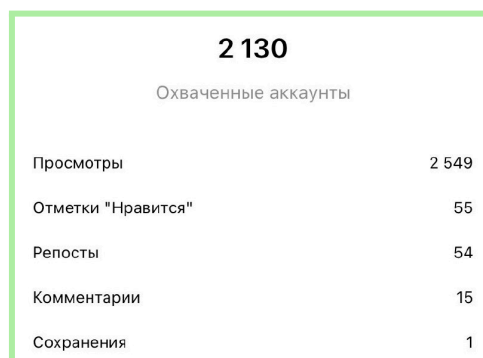 2 130
Охваченные аккаунты
Просмотры 2 549
Отметки "Нравится" 55
Репосты 54
Комментарии 15
Сохранения 1